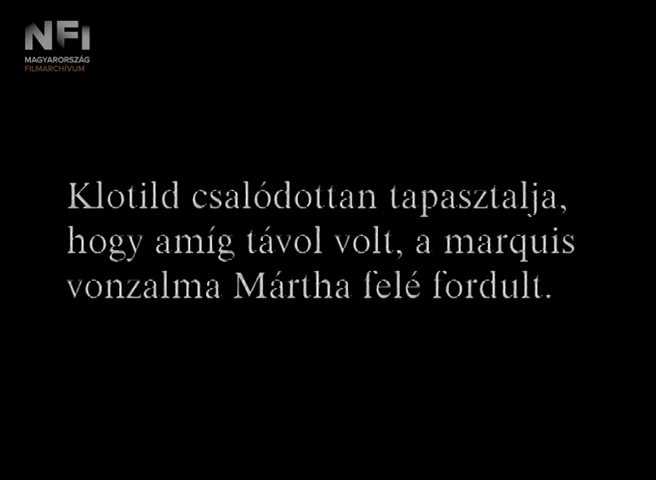 NFI
MAGYARORSZÁG
FILMARCHÍVUM
Klotild csalódottan tapasztalja,
hogy amíg távol volt, a marquis
vonzalma Mártha felé fordult.